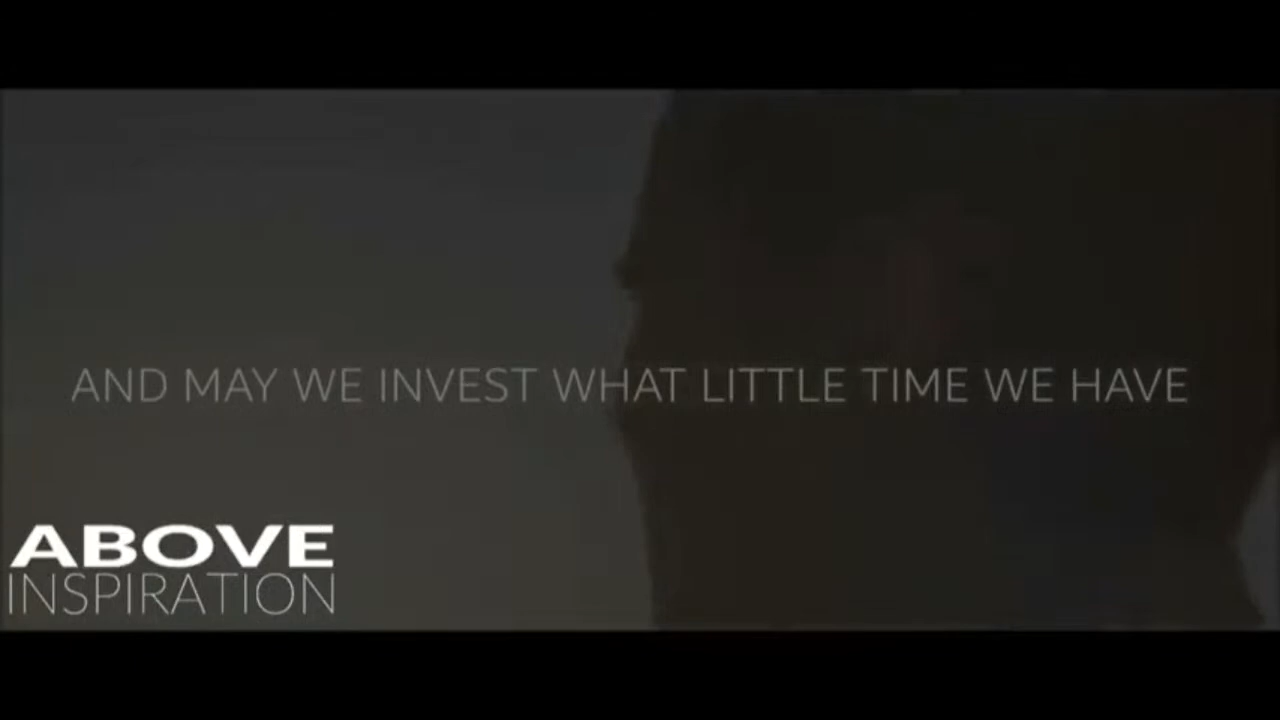 AND MAY WE INVEST WHAT LITTLE TIME WE HAVE
ABOVE
INSPIRATION